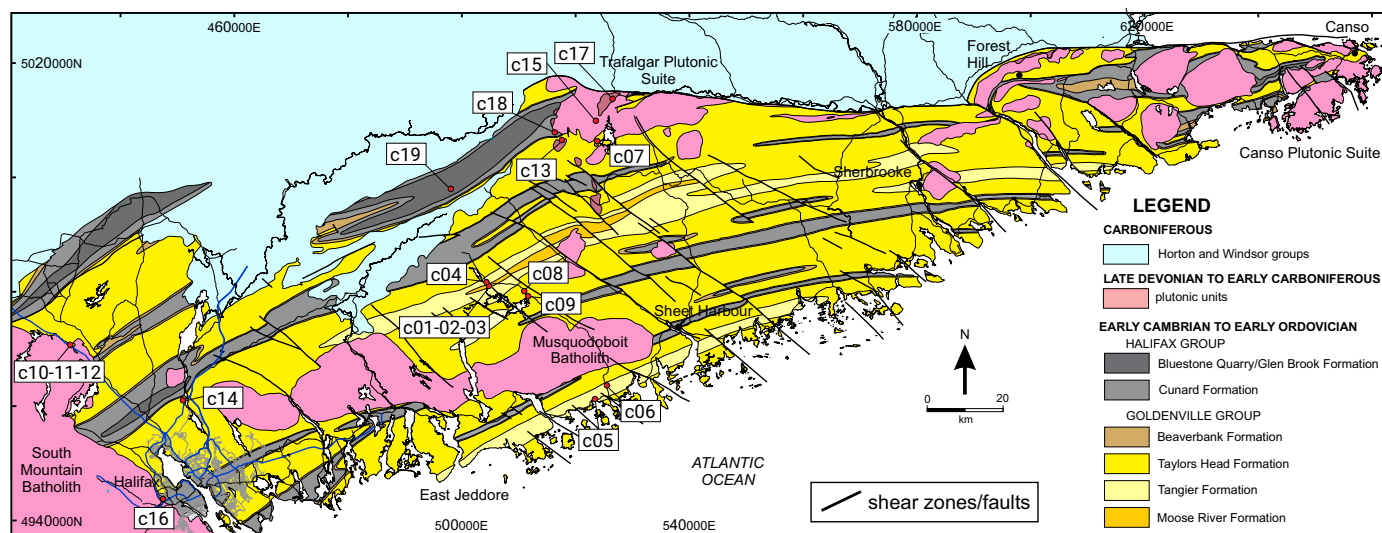 460000E
580000E
620000E
Canso
5020000N
Forest
Hill
c17
c15
Trafalgar Plutonic
Suite
c18
c19
c13
c07
Canso Plutonic Suite
Sherbrooke
c04
c08
c09
c01-02-03
Sheet Harbour
Musquodoboit
Batholith
c10-11-12
c14
c06
c05
South
Mountain
Batholith
Halifax
c16
East Jeddore
ATLANTIC
OCEAN
4940000N
500000E
540000E
N
0
20
km
shear zones/faults
LEGEND
CARBONIFEROUS
Horton and Windsor groups
LATE DEVONIAN TO EARLY CARBONIFEROUS
plutonic units
EARLY CAMBRIAN TO EARLY ORDOVICIAN
HALIFAX GROUP
Bluestone Quarry/Glen Brook Formation
Cunard Formation
GOLDENVILLE GROUP
Beaverbank Formation
Taylors Head Formation
Tangier Formation
Moose River Formation